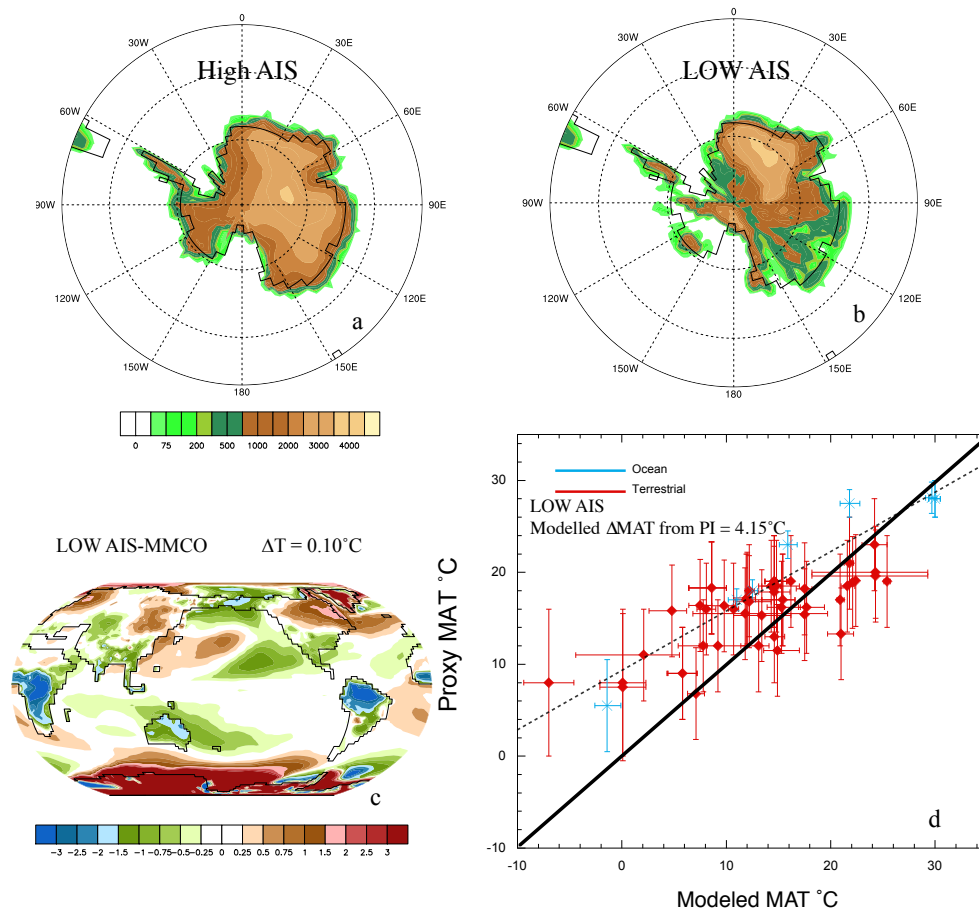 0
30W
30E
High AIS
60W
60E
90W
90E
120W
120E
a
150W
150E
180
0 75 200 500 1000 2000 3000 4000
0
30W
30E
LOW AIS
60W
60E
90W
90E
120W
120E
b
150W
150E
180
LOW AIS-MMCO ΔT = 0.10˚C
c
-3 -2.5 -2 -1.5 -1 -0.75 -0.5 -0.25 0 0.25 0.5 0.75 1 1.5 2 2.5 3
Ocean
Terrestrial
LOW AIS
Modelled ΔMAT from PI = 4.15˚C
Proxy MAT ˚C
30
20
10
0
-10
d
-10 0 10 20 30
Modeled MAT ˚C